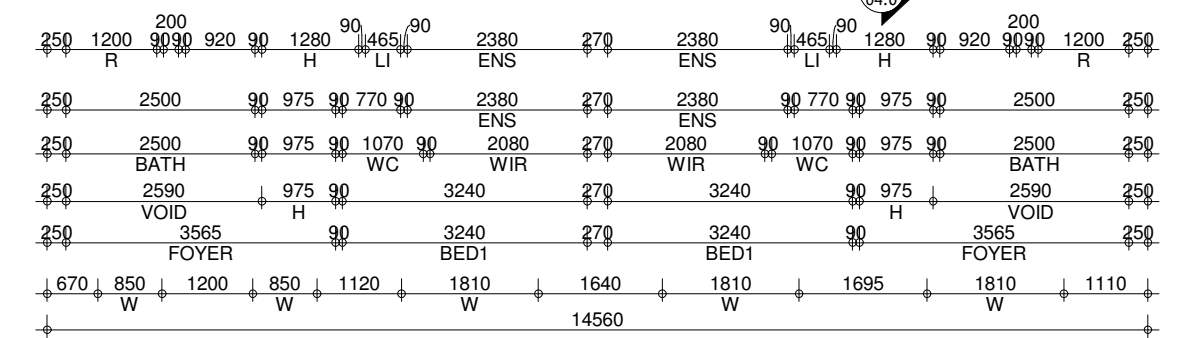 04.0
200 90 90 90 90 200
250 1200 90 90 920 90 1280 465 2380 270 2380 465 1280 90 920 90 90 1200 250
R H LI ENS ENS LI H R
250 2500 90 975 90 770 90 2380 270 2380 90 770 90 975 90 2500 250
ENS ENS
250 2500 90 975 90 1070 90 2080 270 2080 90 1070 90 975 90 2500 250
BATH WC WIR WIR WC BATH
250 2590 975 90 3240 270 3240 90 975 2590 250
VOID H H VOID
250 3565 90 3240 270 3240 90 3565 250
FOYER BED1 BED1 FOYER
670 850 1200 850 1120 1810 1640 1810 1695 1810 1110
W W W W W
14560